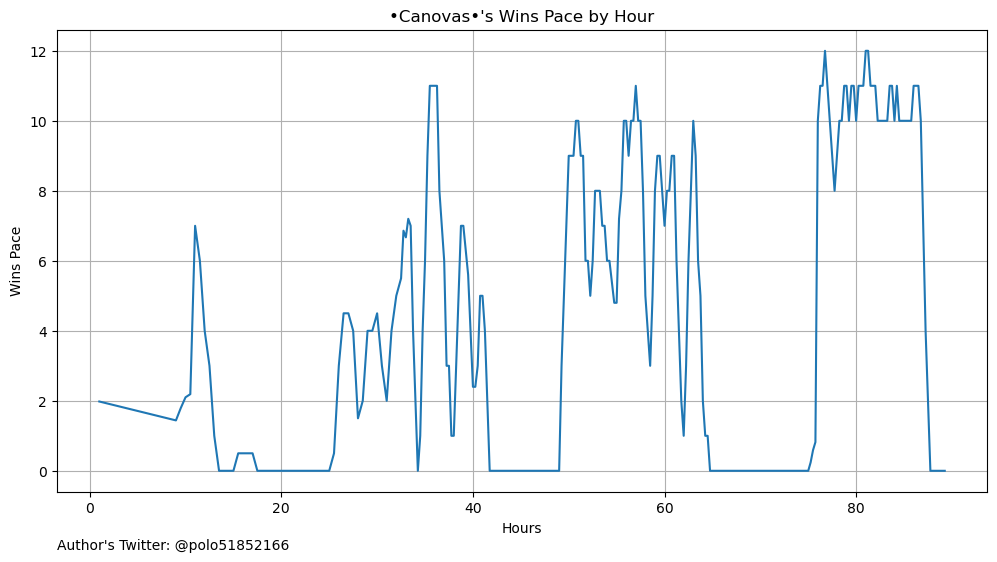 •Canovas•'s Wins Pace by Hour
12
10
8
6
4
2
0
Wins Pace
0 20 40 60 80
Hours
Author's Twitter: @polo51852166